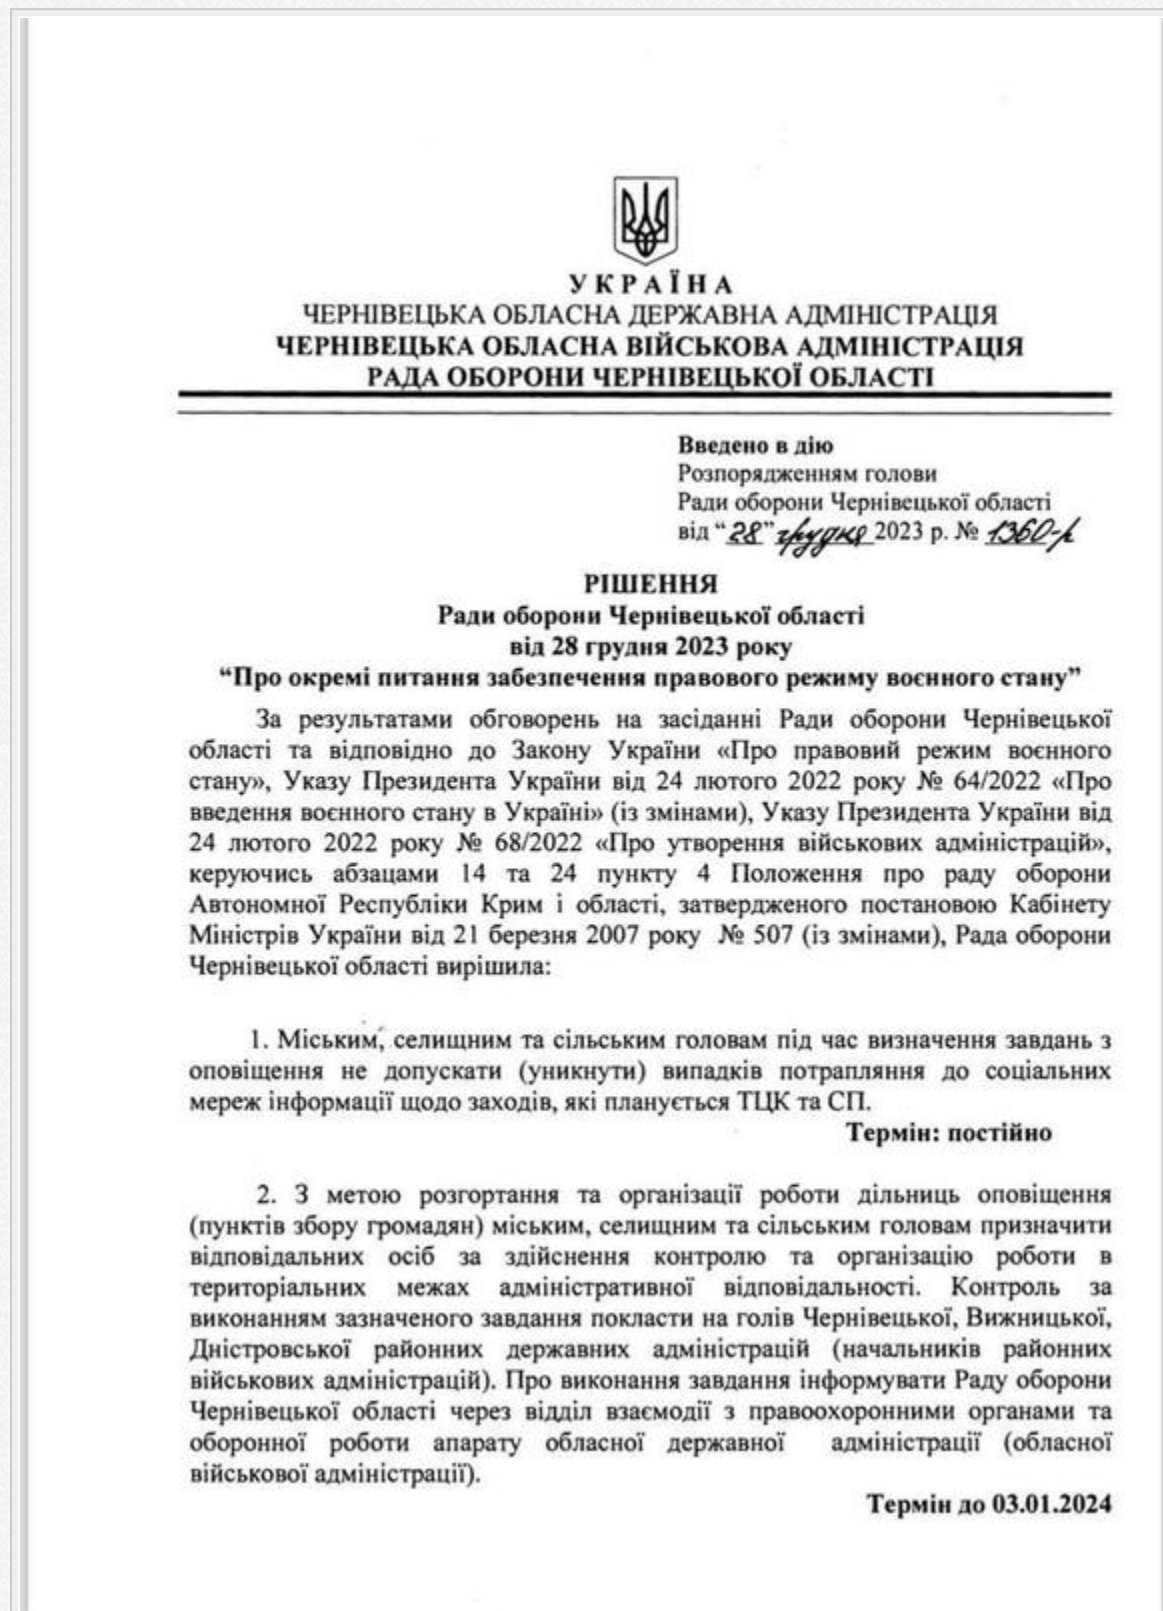 УКРАЇНА
ЧЕРНІВЕЦЬКА ОБЛАСНА ДЕРЖАВНА АДМІНІСТРАЦІЯ
ЧЕРНІВЕЦЬКА ОБЛАСНА ВІЙСЬКОВА АДМІНІСТРАЦІЯ
РАДА ОБОРОНИ ЧЕРНІВЕЦЬКОЇ ОБЛАСТІ
Введено в дію
Розпорядженням голови
Ради оборони Чернівецької області
від “28” грудня 2023 р. № 1360-р
РІШЕННЯ
Ради оборони Чернівецької області
від 28 грудня 2023 року
“Про окремі питання забезпечення правового режиму воєнного стану”
За результатами обговорень на засіданні Ради оборони Чернівецької
області та відповідно до Закону України «Про правовий режим воєнного
стану», Указу Президента України від 24 лютого 2022 року № 64/2022 «Про
введення воєнного стану в Україні» (із змінами), Указу Президента України від
24 лютого 2022 року № 68/2022 «Про утворення військових адміністрацій»,
керуючись абзацами 14 та 24 пункту 4 Положення про раду оборони
Автономної Республіки Крим і області, затвердженого постановою Кабінету
Міністрів України від 21 березня 2007 року № 507 (із змінами), Рада оборони
Чернівецької області вирішила:
1. Міським, селищним та сільським головам під час визначення завдань з
оповіщення не допускати (уникнути) випадків потрапляння до соціальних
мереж інформації щодо заходів, які планується ТЦК та СП.
Термін: постійно
2. З метою розгортання та організації роботи дільниць оповіщення
(пунктів збору громадян) міським, селищним та сільським головам призначити
відповідальних осіб за здійснення контролю та організацію роботи в
територіальних межах адміністративної відповідальності. Контроль за
виконанням зазначеного завдання покласти на голів Чернівецької, Вижницької,
Дністровської районних державних адміністрацій (начальників районних
військових адміністрацій). Про виконання завдання інформувати Раду оборони
Чернівецької області через відділ взаємодії з правоохоронними органами та
оборонної роботи апарату обласної державної адміністрації (обласної
військової адміністрації).
Термін до 03.01.2024